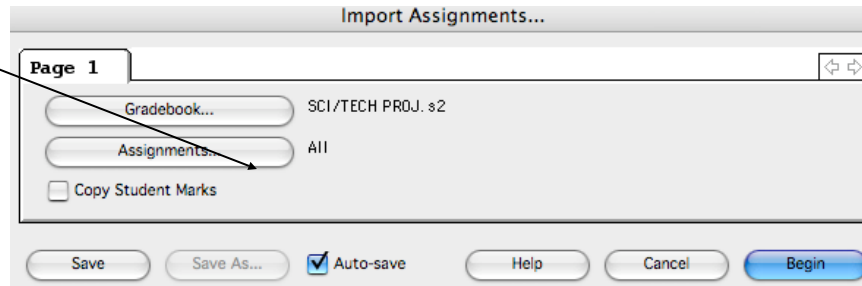 Import Assignments...
Page 1
Gradebook... SCI/TECH PROJ. s2
Assignments... All
Copy Student Marks
Save Save As... Auto-save Help Cancel Begin